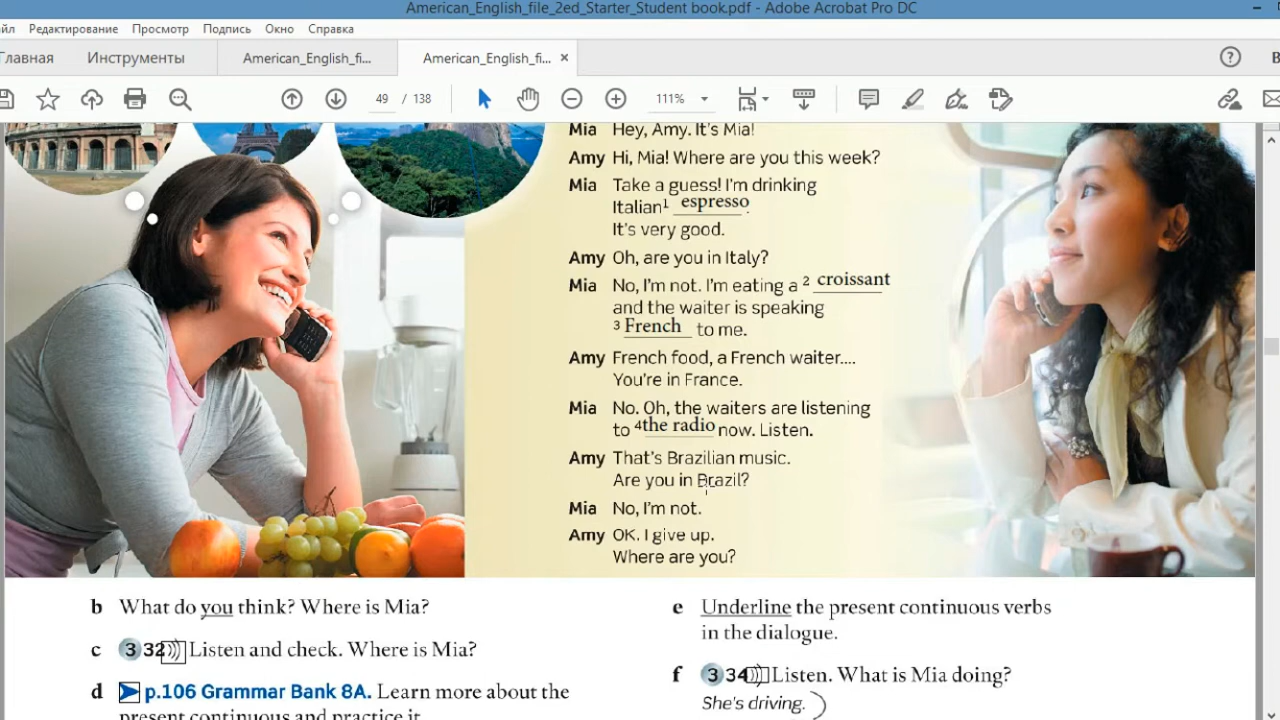 American_English_file_2ed_Starter_Student book.pdf - Adobe Acrobat Pro DC
йл Редактирование Просмотр Подпись Окно Справка
Главная Инструменты American_English_fi... American_English_fi... ×
49 / 138 111%
Mia Hey, Amy. It's Mia!
Amy Hi, Mia! Where are you this week?
Mia Take a guess! I'm drinking
Italian 1 espresso.
It's very good.
Amy Oh, are you in Italy?
Mia No, I'm not. I'm eating a 2 croissant
and the waiter is speaking
3 French to me.
Amy French food, a French waiter....
You're in France.
Mia No. Oh, the waiters are listening
to 4 the radio now. Listen.
Amy That's Brazilian music.
Are you in Brazil?
Mia No, I'm not.
Amy OK. I give up.
Where are you?
b What do you think? Where is Mia?
c 3 32 Listen and check. Where is Mia?
d p.106 Grammar Bank 8A. Learn more about the
present continuous and practice it
e Underline the present continuous verbs
in the dialogue.
f 3 34 Listen. What is Mia doing?
She's driving.